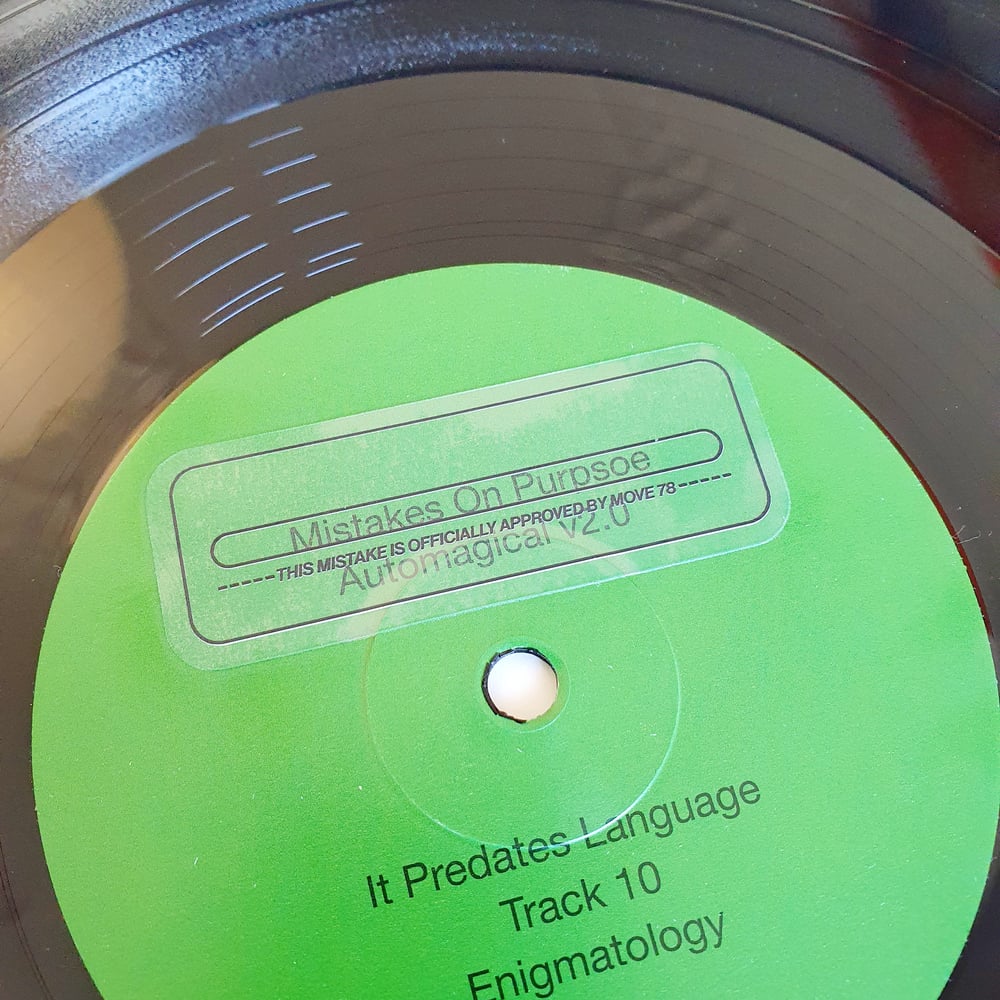 Mistakes On Purpsoe
-----THIS MISTAKE IS OFFICIALLY APPROVED BY MOVE 78-----
Automagical v2.0
It Predates Language
Track 10
Enigmatology